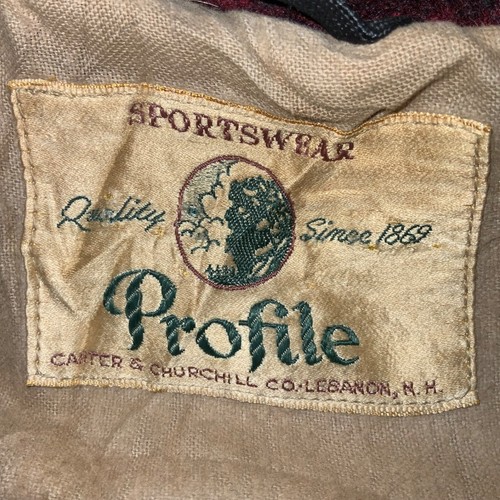 SPORTSWEAR
Quality Since 1869
Profile
CARTER & CHURCHILL CO. LEBANON, N.H.